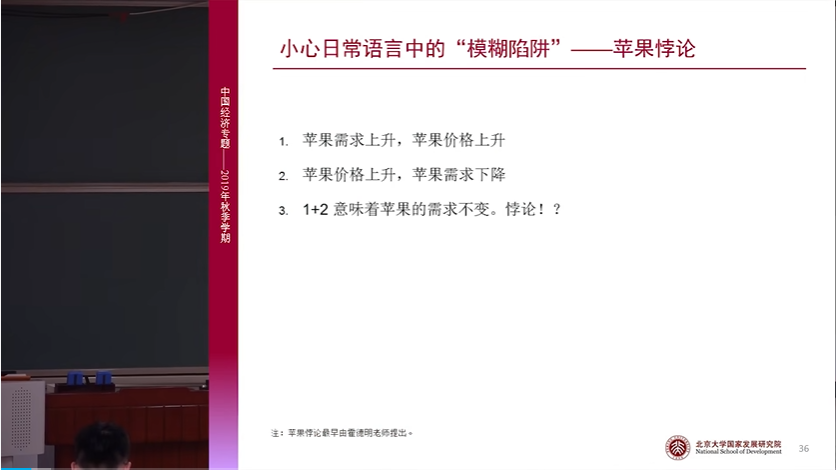 小心日常语言中的“模糊陷阱”——苹果悖论
中国经济专题——2019年秋季学期
1. 苹果需求上升，苹果价格上升
2. 苹果价格上升，苹果需求下降
3. 1+2 意味着苹果的需求不变。悖论！？
注：苹果悖论最早由霍德明老师提出。
北京大学国家发展研究院
National School of Development
36